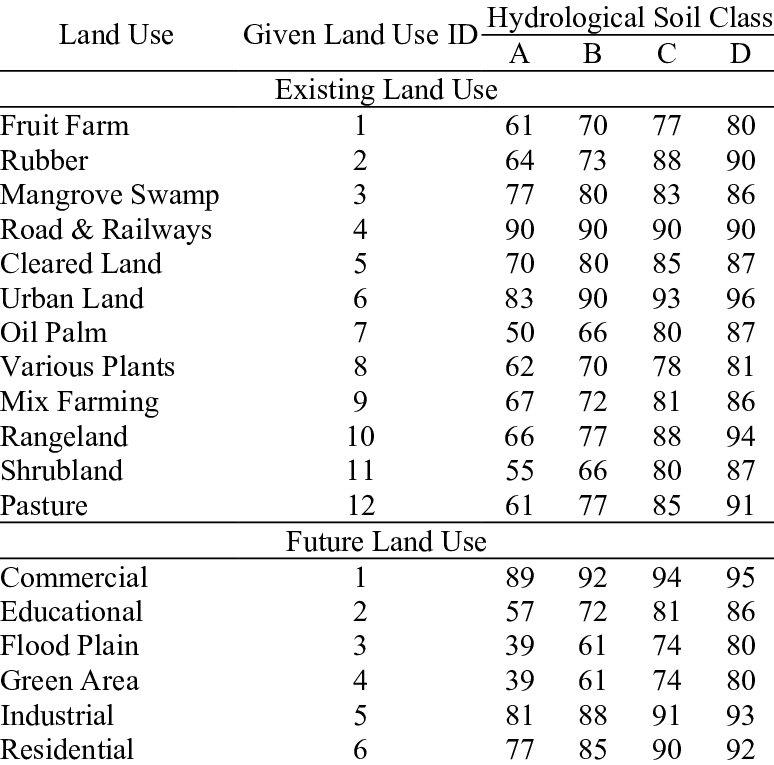 Land Use Given Land Use ID Hydrological Soil Class
A B C D
Existing Land Use
Fruit Farm 1 61 70 77 80
Rubber 2 64 73 88 90
Mangrove Swamp 3 77 80 83 86
Road & Railways 4 90 90 90 90
Cleared Land 5 70 80 85 87
Urban Land 6 83 90 93 96
Oil Palm 7 50 66 80 87
Various Plants 8 62 70 78 81
Mix Farming 9 67 72 81 86
Rangeland 10 66 77 88 94
Shrubland 11 55 66 80 87
Pasture 12 61 77 85 91
Future Land Use
Commercial 1 89 92 94 95
Educational 2 57 72 81 86
Flood Plain 3 39 61 74 80
Green Area 4 39 61 74 80
Industrial 5 81 88 91 93
Residential 6 77 85 90 92